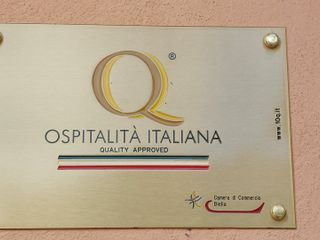 Q ®
OSPITALITÀ ITALIANA
QUALITY APPROVED
www.10q.it
Camera di Commercio
Biella